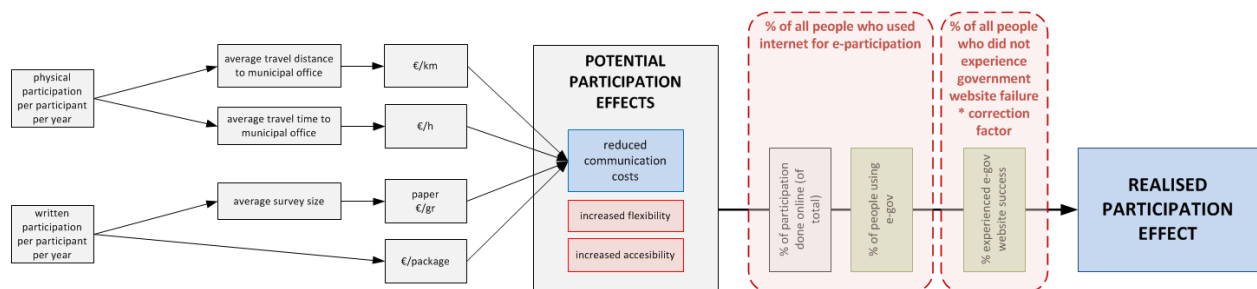 physical
participation
per participant
per year
average travel distance
to municipal office
€/km
average travel time to
municipal office
€/h
written
participation
per participant
per year
average survey size
paper
€/gr
€/package
POTENTIAL
PARTICIPATION
EFFECTS
reduced
communication
costs
increased flexibility
increased accesibility
% of all people who used
internet for e-participation
% of participation
done online (of
total)
% of people using
e-gov
% of all people
who did not
experience
government
website failure
* correction
factor
% experienced e-gov
website success
REALISED
PARTICIPATION
EFFECT